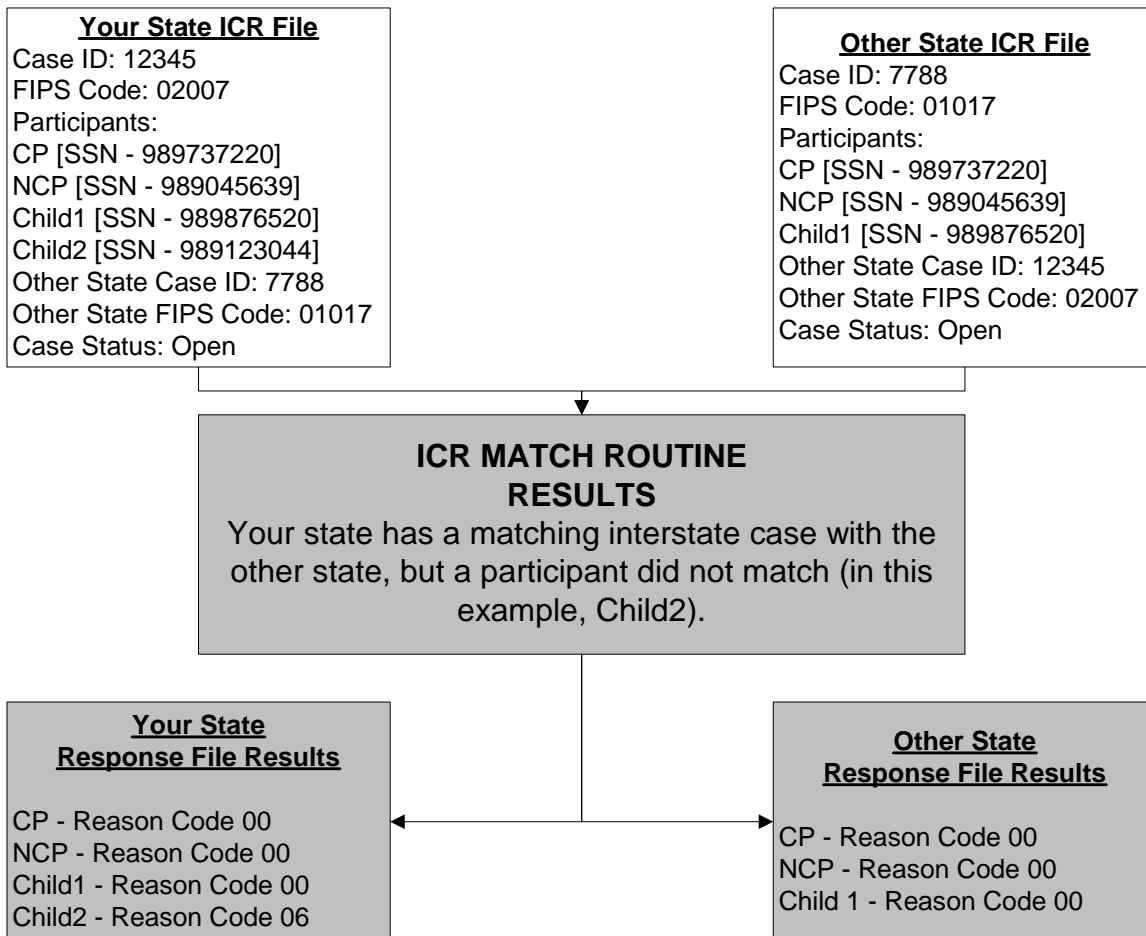 Your State ICR File
Case ID: 12345
FIPS Code: 02007
Participants:
CP [SSN - 989737220]
NCP [SSN - 989045639]
Child1 [SSN - 989876520]
Child2 [SSN - 989123044]
Other State Case ID: 7788
Other State FIPS Code: 01017
Case Status: Open
Other State ICR File
Case ID: 7788
FIPS Code: 01017
Participants:
CP [SSN - 989737220]
NCP [SSN - 989045639]
Child1 [SSN - 989876520]
Other State Case ID: 12345
Other State FIPS Code: 02007
Case Status: Open
ICR MATCH ROUTINE
RESULTS
Your state has a matching interstate case with the
other state, but a participant did not match (in this
example, Child2).
Your State
Response File Results
CP - Reason Code 00
NCP - Reason Code 00
Child1 - Reason Code 00
Child2 - Reason Code 06
Other State
Response File Results
CP - Reason Code 00
NCP - Reason Code 00
Child 1 - Reason Code 00